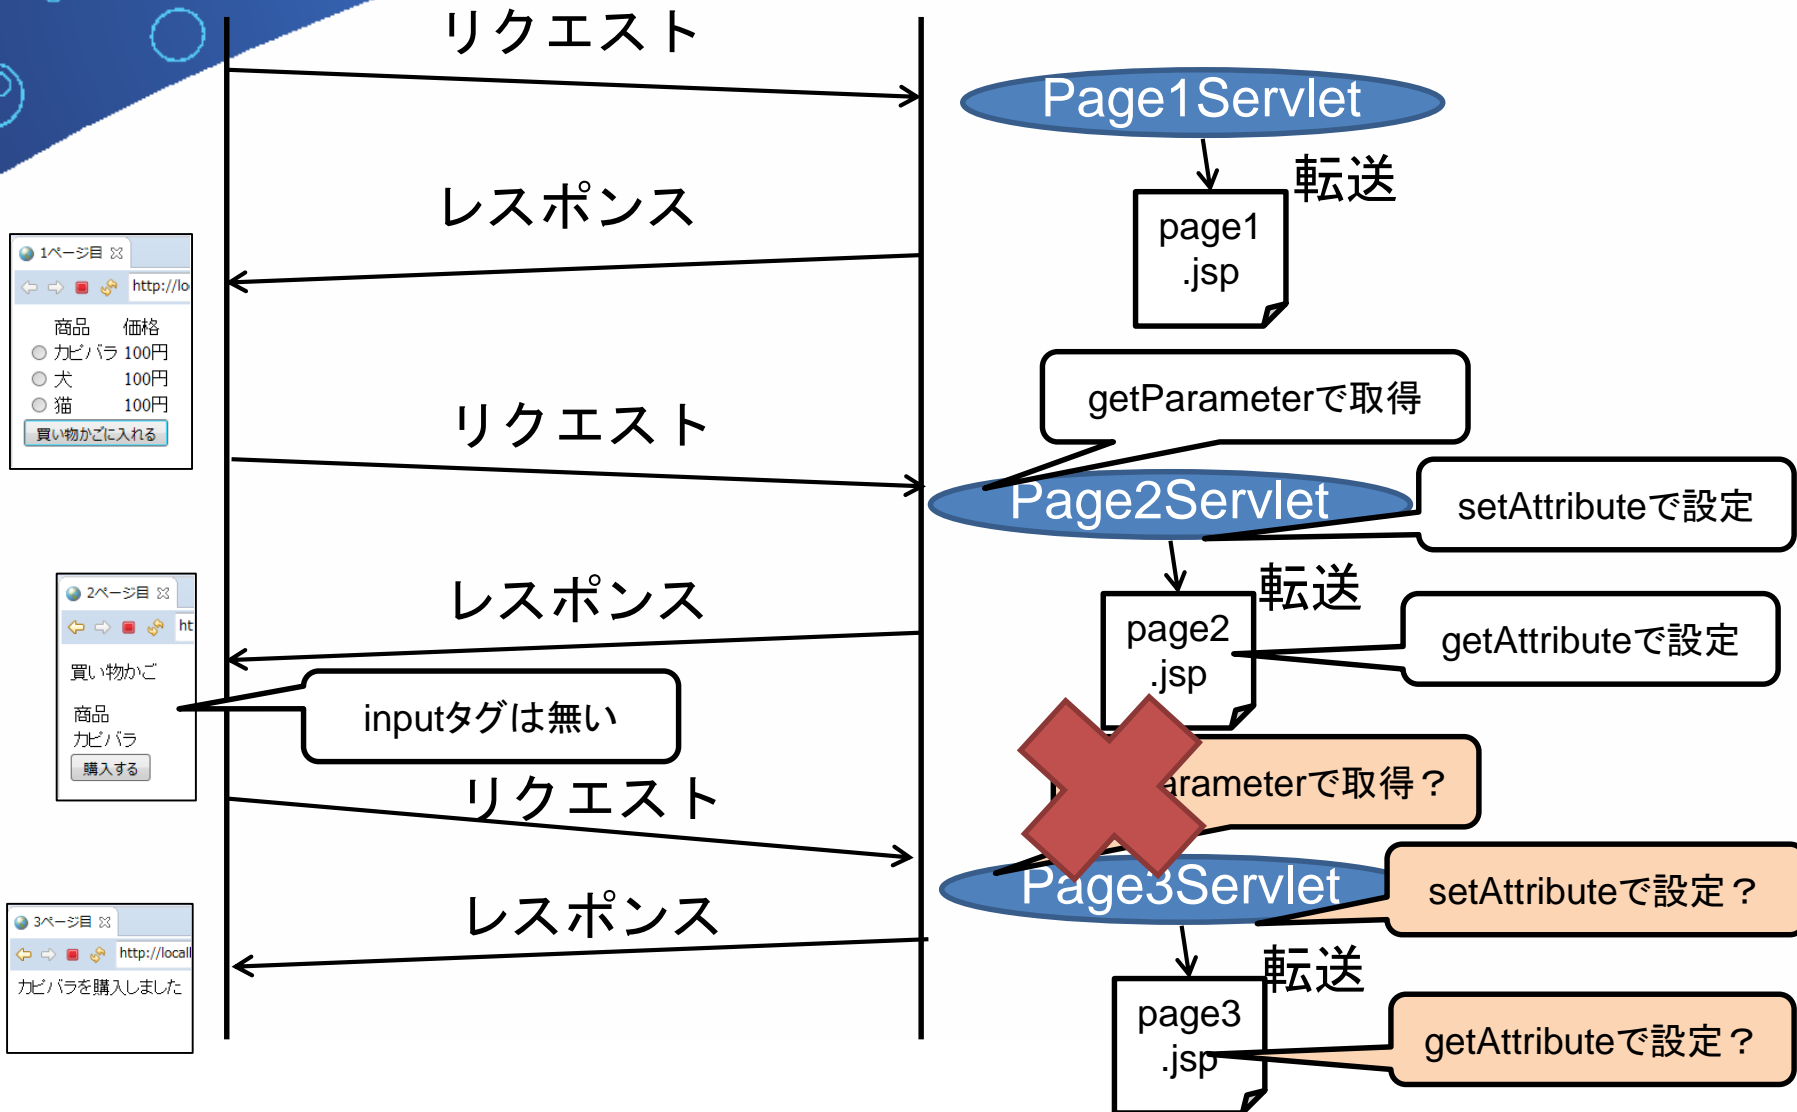 リクエスト
Page1Servlet
転送
レスポンス
page1
.jsp
1ページ目
http://lo
商品 価格
カピバラ 100円
犬 100円
猫 100円
買い物かごに入れる
getParameterで取得
リクエスト
Page2Servlet
setAttributeで設定
転送
レスポンス
page2
.jsp
getAttributeで設定
2ページ目
ht
買い物かご
商品
カピバラ
購入する
inputタグは無い
リクエスト
arameterで取得？
Page3Servlet
setAttributeで設定？
レスポンス
転送
3ページ目
http://locall
カピバラを購入しました
page3
.jsp
getAttributeで設定？